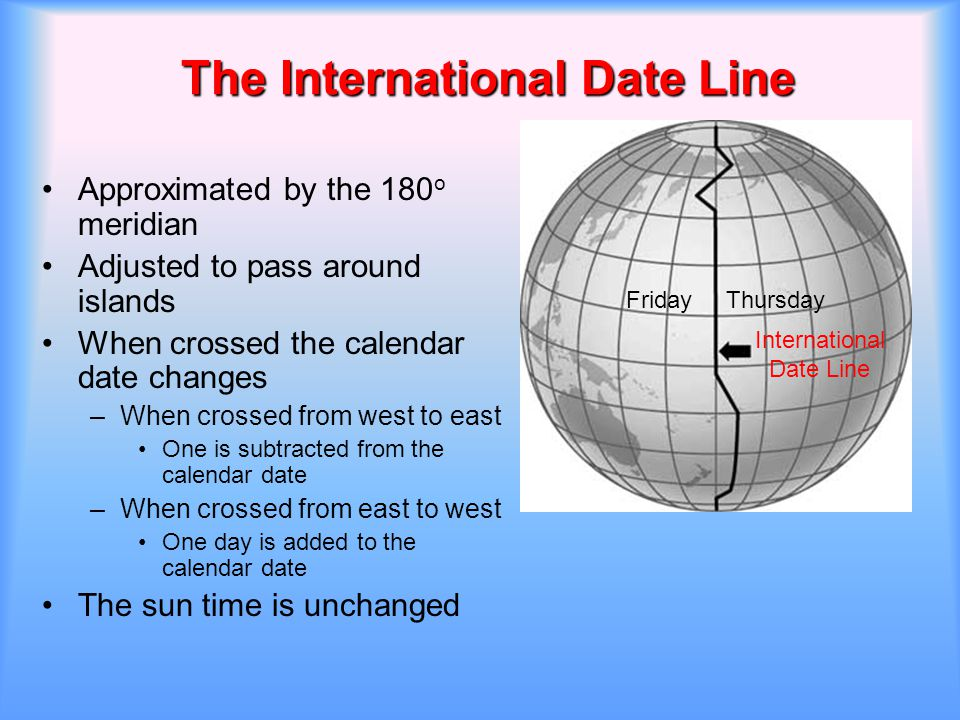 The International Date Line
• Approximated by the 180º
meridian
• Adjusted to pass around
islands
• When crossed the calendar
date changes
– When crossed from west to east
• One is subtracted from the
calendar date
– When crossed from east to west
• One day is added to the
calendar date
• The sun time is unchanged
Friday Thursday
International
Date Line